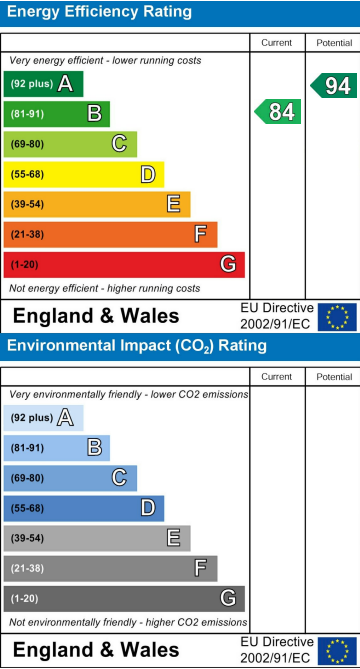 Energy Efficiency Rating
Current Potential
Very energy efficient - lower running costs
(92 plus) A
94
(81-91) B
84
(69-80) C
(55-68) D
(39-54) E
(21-38) F
(1-20) G
Not energy efficient - higher running costs
England & Wales
EU Directive
2002/91/EC
Environmental Impact (CO₂) Rating
Current Potential
Very environmentally friendly - lower CO2 emissions
(92 plus) A
(81-91) B
(69-80) C
(55-68) D
(39-54) E
(21-38) F
(1-20) G
Not environmentally friendly - higher CO2 emissions
England & Wales
EU Directive
2002/91/EC